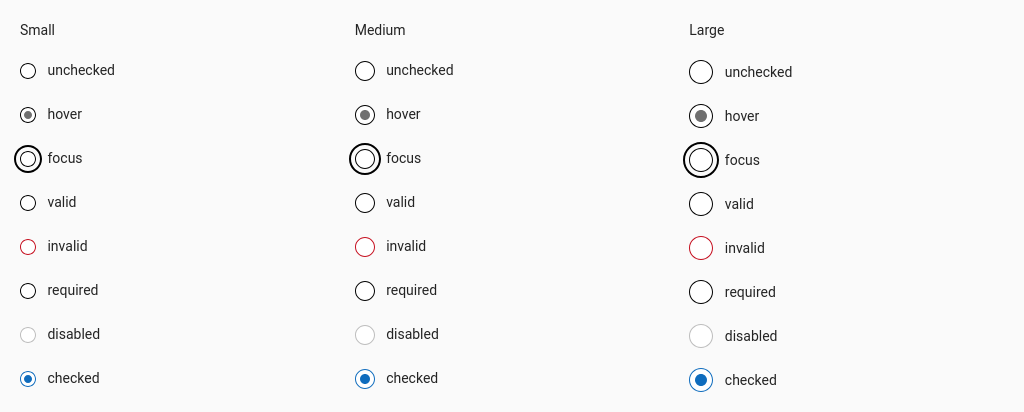 Small
unchecked
hover
focus
valid
invalid
required
disabled
checked
Medium
unchecked
hover
focus
valid
invalid
required
disabled
checked
Large
unchecked
hover
focus
valid
invalid
required
disabled
checked